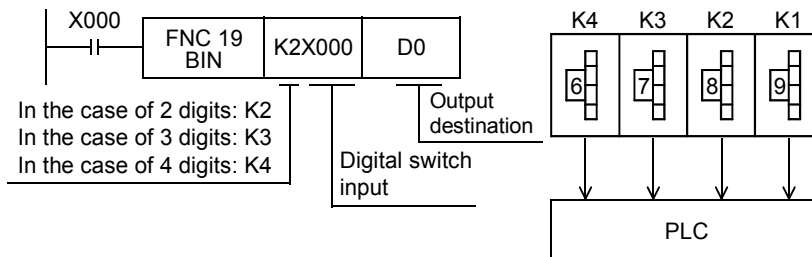 X000
FNC 19
BIN
K2X000
D0
In the case of 2 digits: K2
In the case of 3 digits: K3
In the case of 4 digits: K4
Output
destination
Digital switch
input
K4 K3 K2 K1
6 7 8 9
PLC